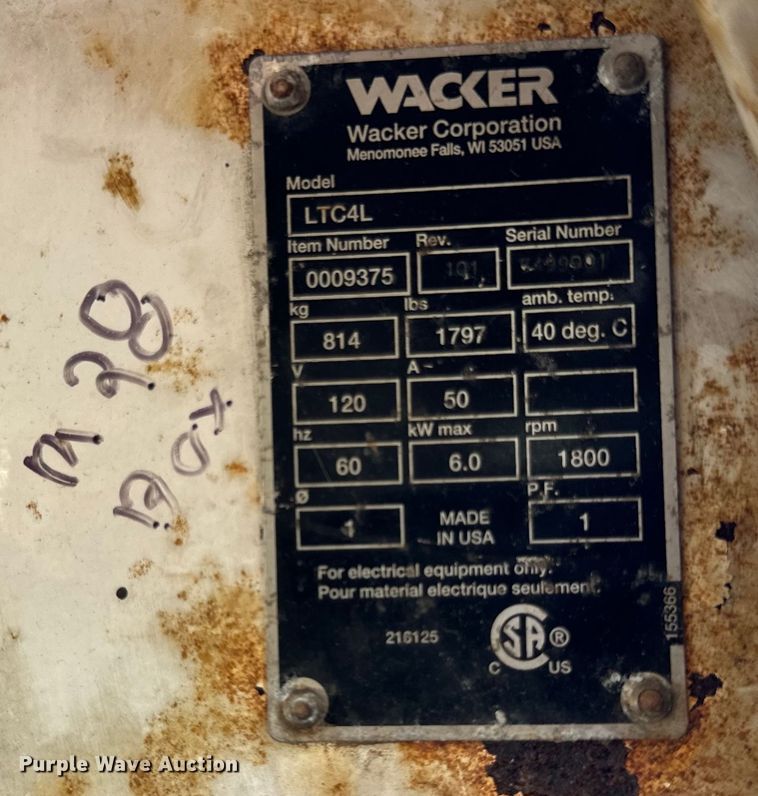 WACKER
Wacker Corporation
Menomonee Falls, WI 53051 USA
Model
LTC4L
Item Number Rev. Serial Number
0009375 101
kg lbs amb. temp.
814 1797 40 deg. C
V A~
120 50
hz kW max rpm
60 6.0 1800
Ø P.F.
1 MADE IN USA 1
For electrical equipment only.
Pour material electrique seulement.
216125 CSA ® C US
155366
Purple Wave Auction